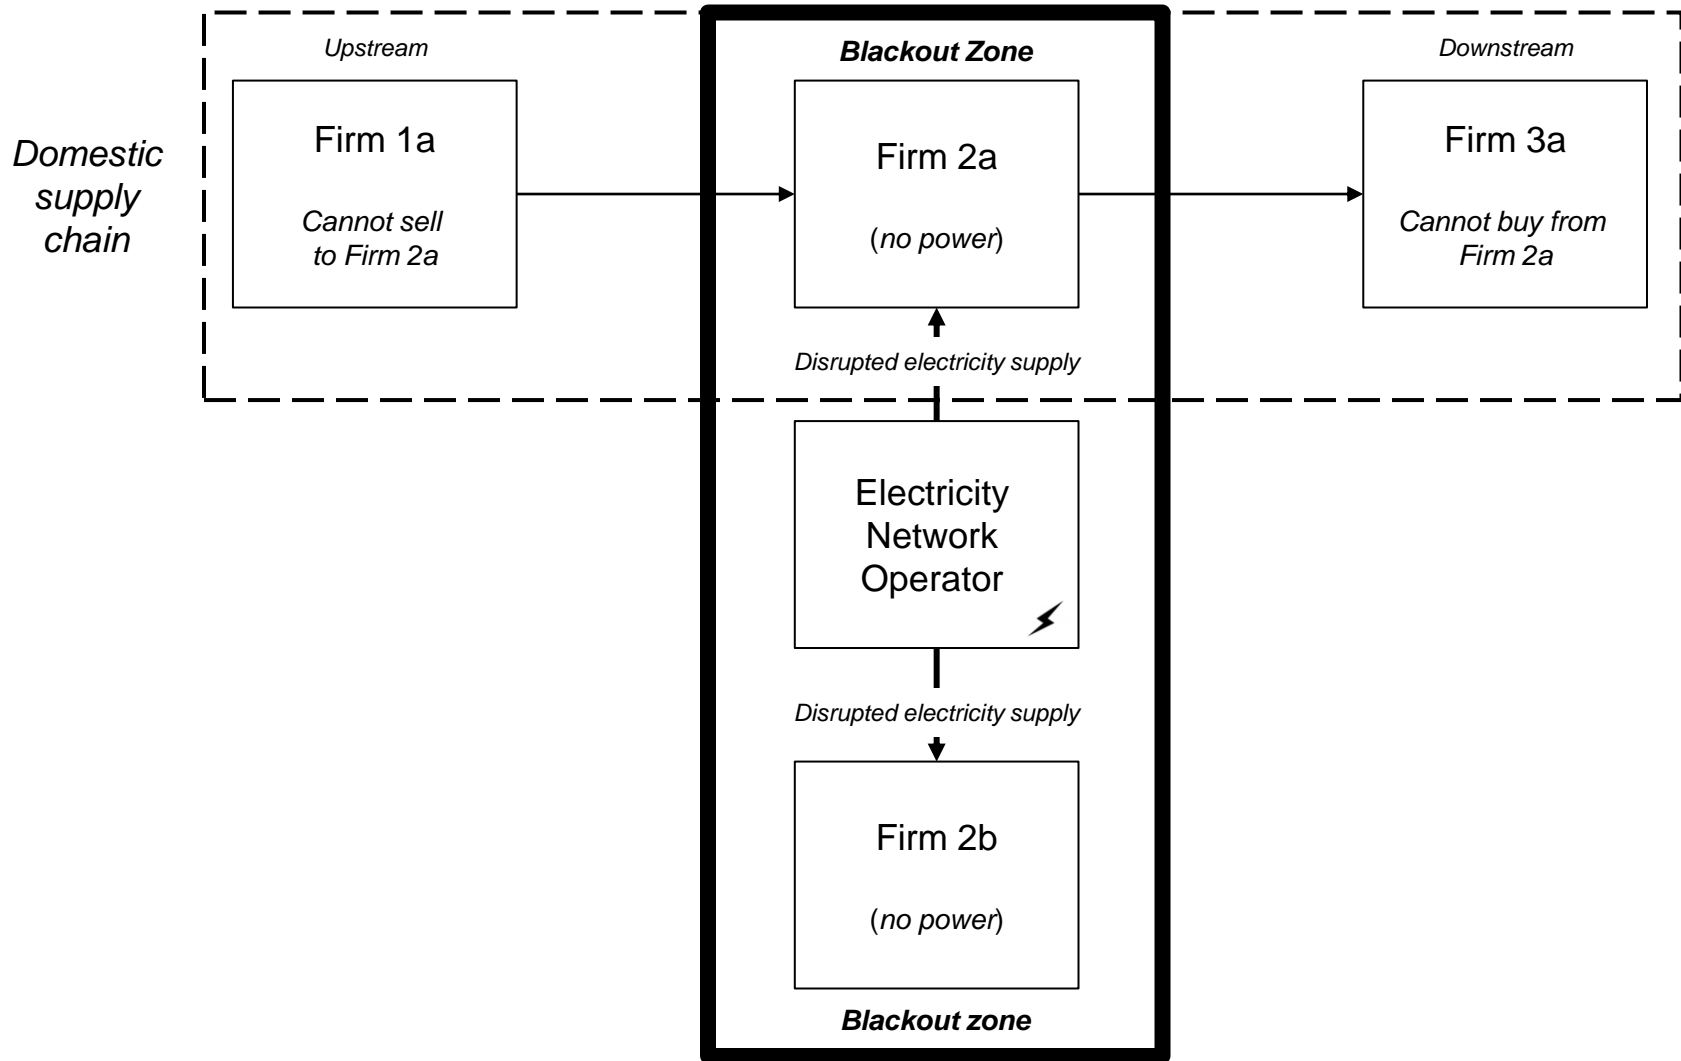 Upstream
Blackout Zone
Downstream
Domestic
supply
chain
Firm 1a
Cannot sell
to Firm 2a
Firm 2a
(no power)
Firm 3a
Cannot buy from
Firm 2a
Disrupted electricity supply
Electricity
Network
Operator
Disrupted electricity supply
Firm 2b
(no power)
Blackout zone